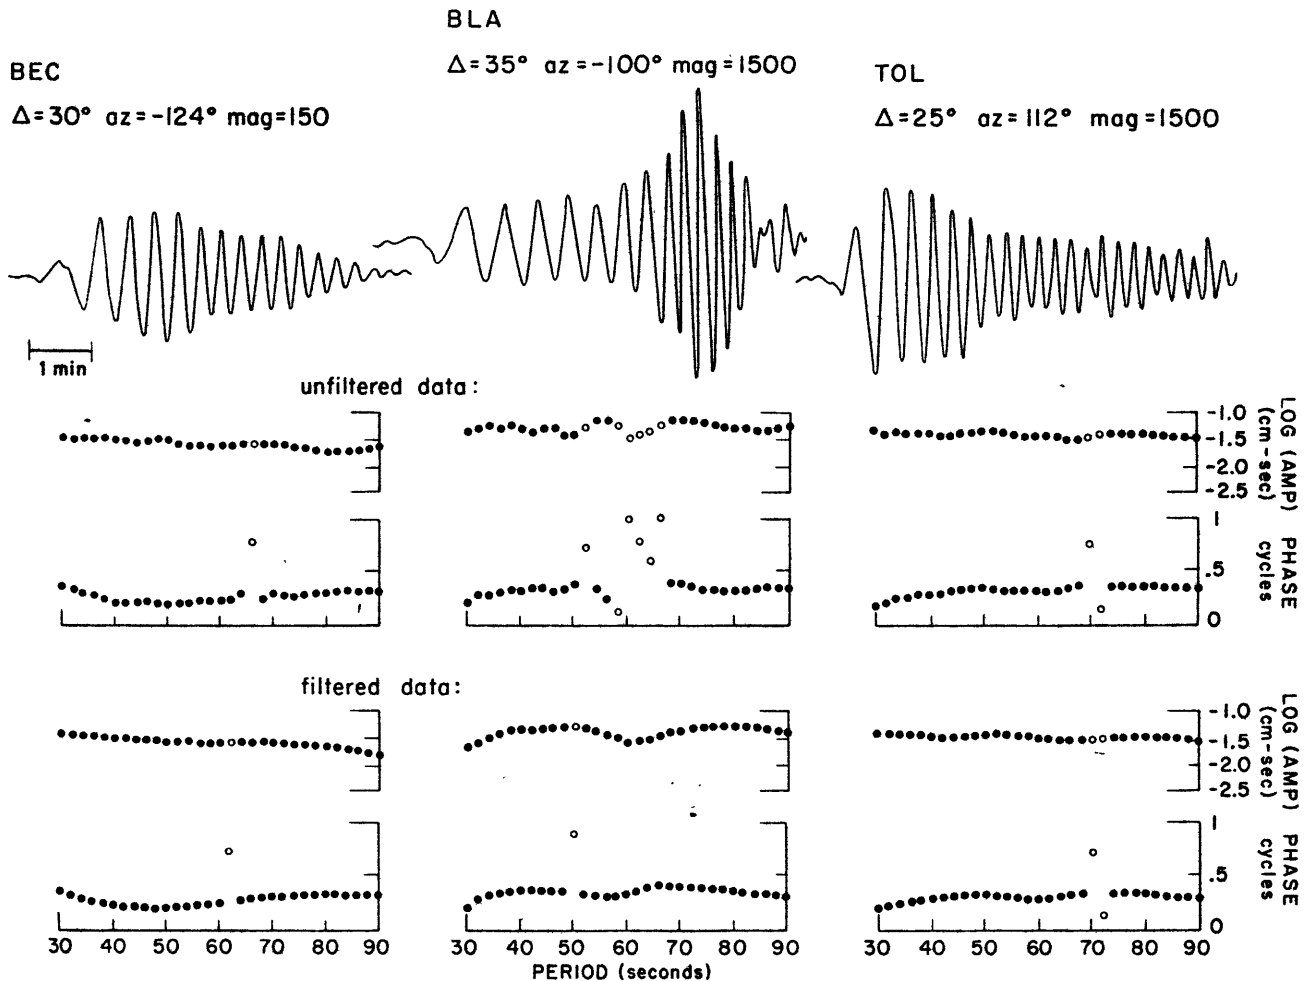 BLA
Δ=35° az=-100° mag=1500
BEC
Δ=30° az=-124° mag=150
TOL
Δ=25° az=112° mag=1500
1 min
unfiltered data:
-1.0
-1.5
-2.0
-2.5
LOG (AMP)
(cm-sec)
1
.5
0
PHASE
cycles
filtered data:
-1.0
-1.5
-2.0
-2.5
LOG (AMP)
(cm-sec)
1
.5
0
PHASE
cycles
30 40 50 60 70 80 90
30 40 50 60 70 80 90
30 40 50 60 70 80 90
PERIOD (seconds)